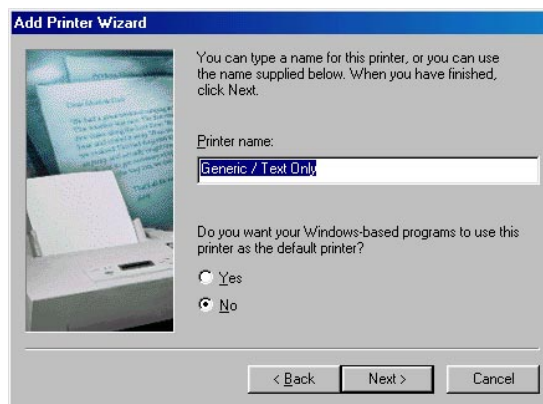 Add Printer Wizard
You can type a name for this printer, or you can use
the name supplied below. When you have finished,
click Next.
Printer name:
Generic / Text Only
Do you want your Windows-based programs to use this
printer as the default printer?
Yes
No
< Back
Next >
Cancel